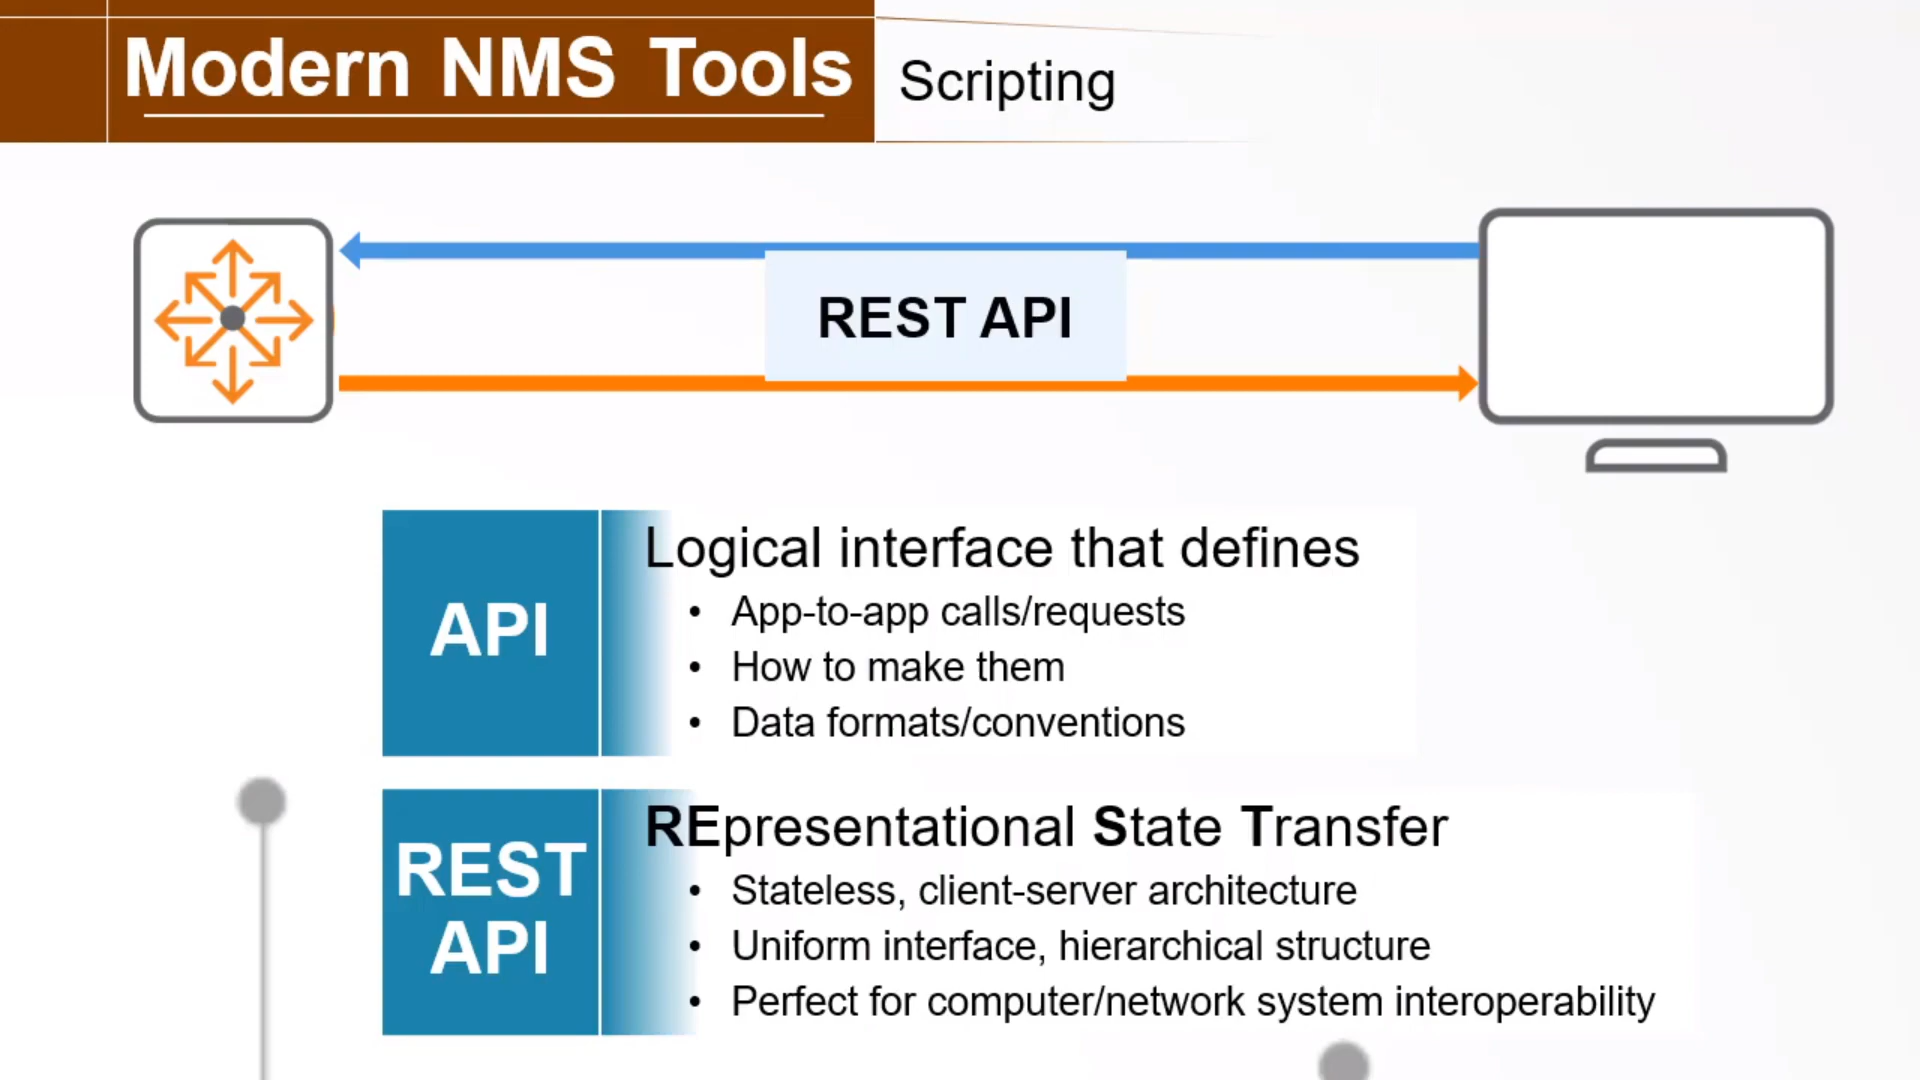 Modern NMS Tools
Scripting
REST API
API
Logical interface that defines
• App-to-app calls/requests
• How to make them
• Data formats/conventions
REST
API
REpresentational State Transfer
• Stateless, client-server architecture
• Uniform interface, hierarchical structure
• Perfect for computer/network system interoperability